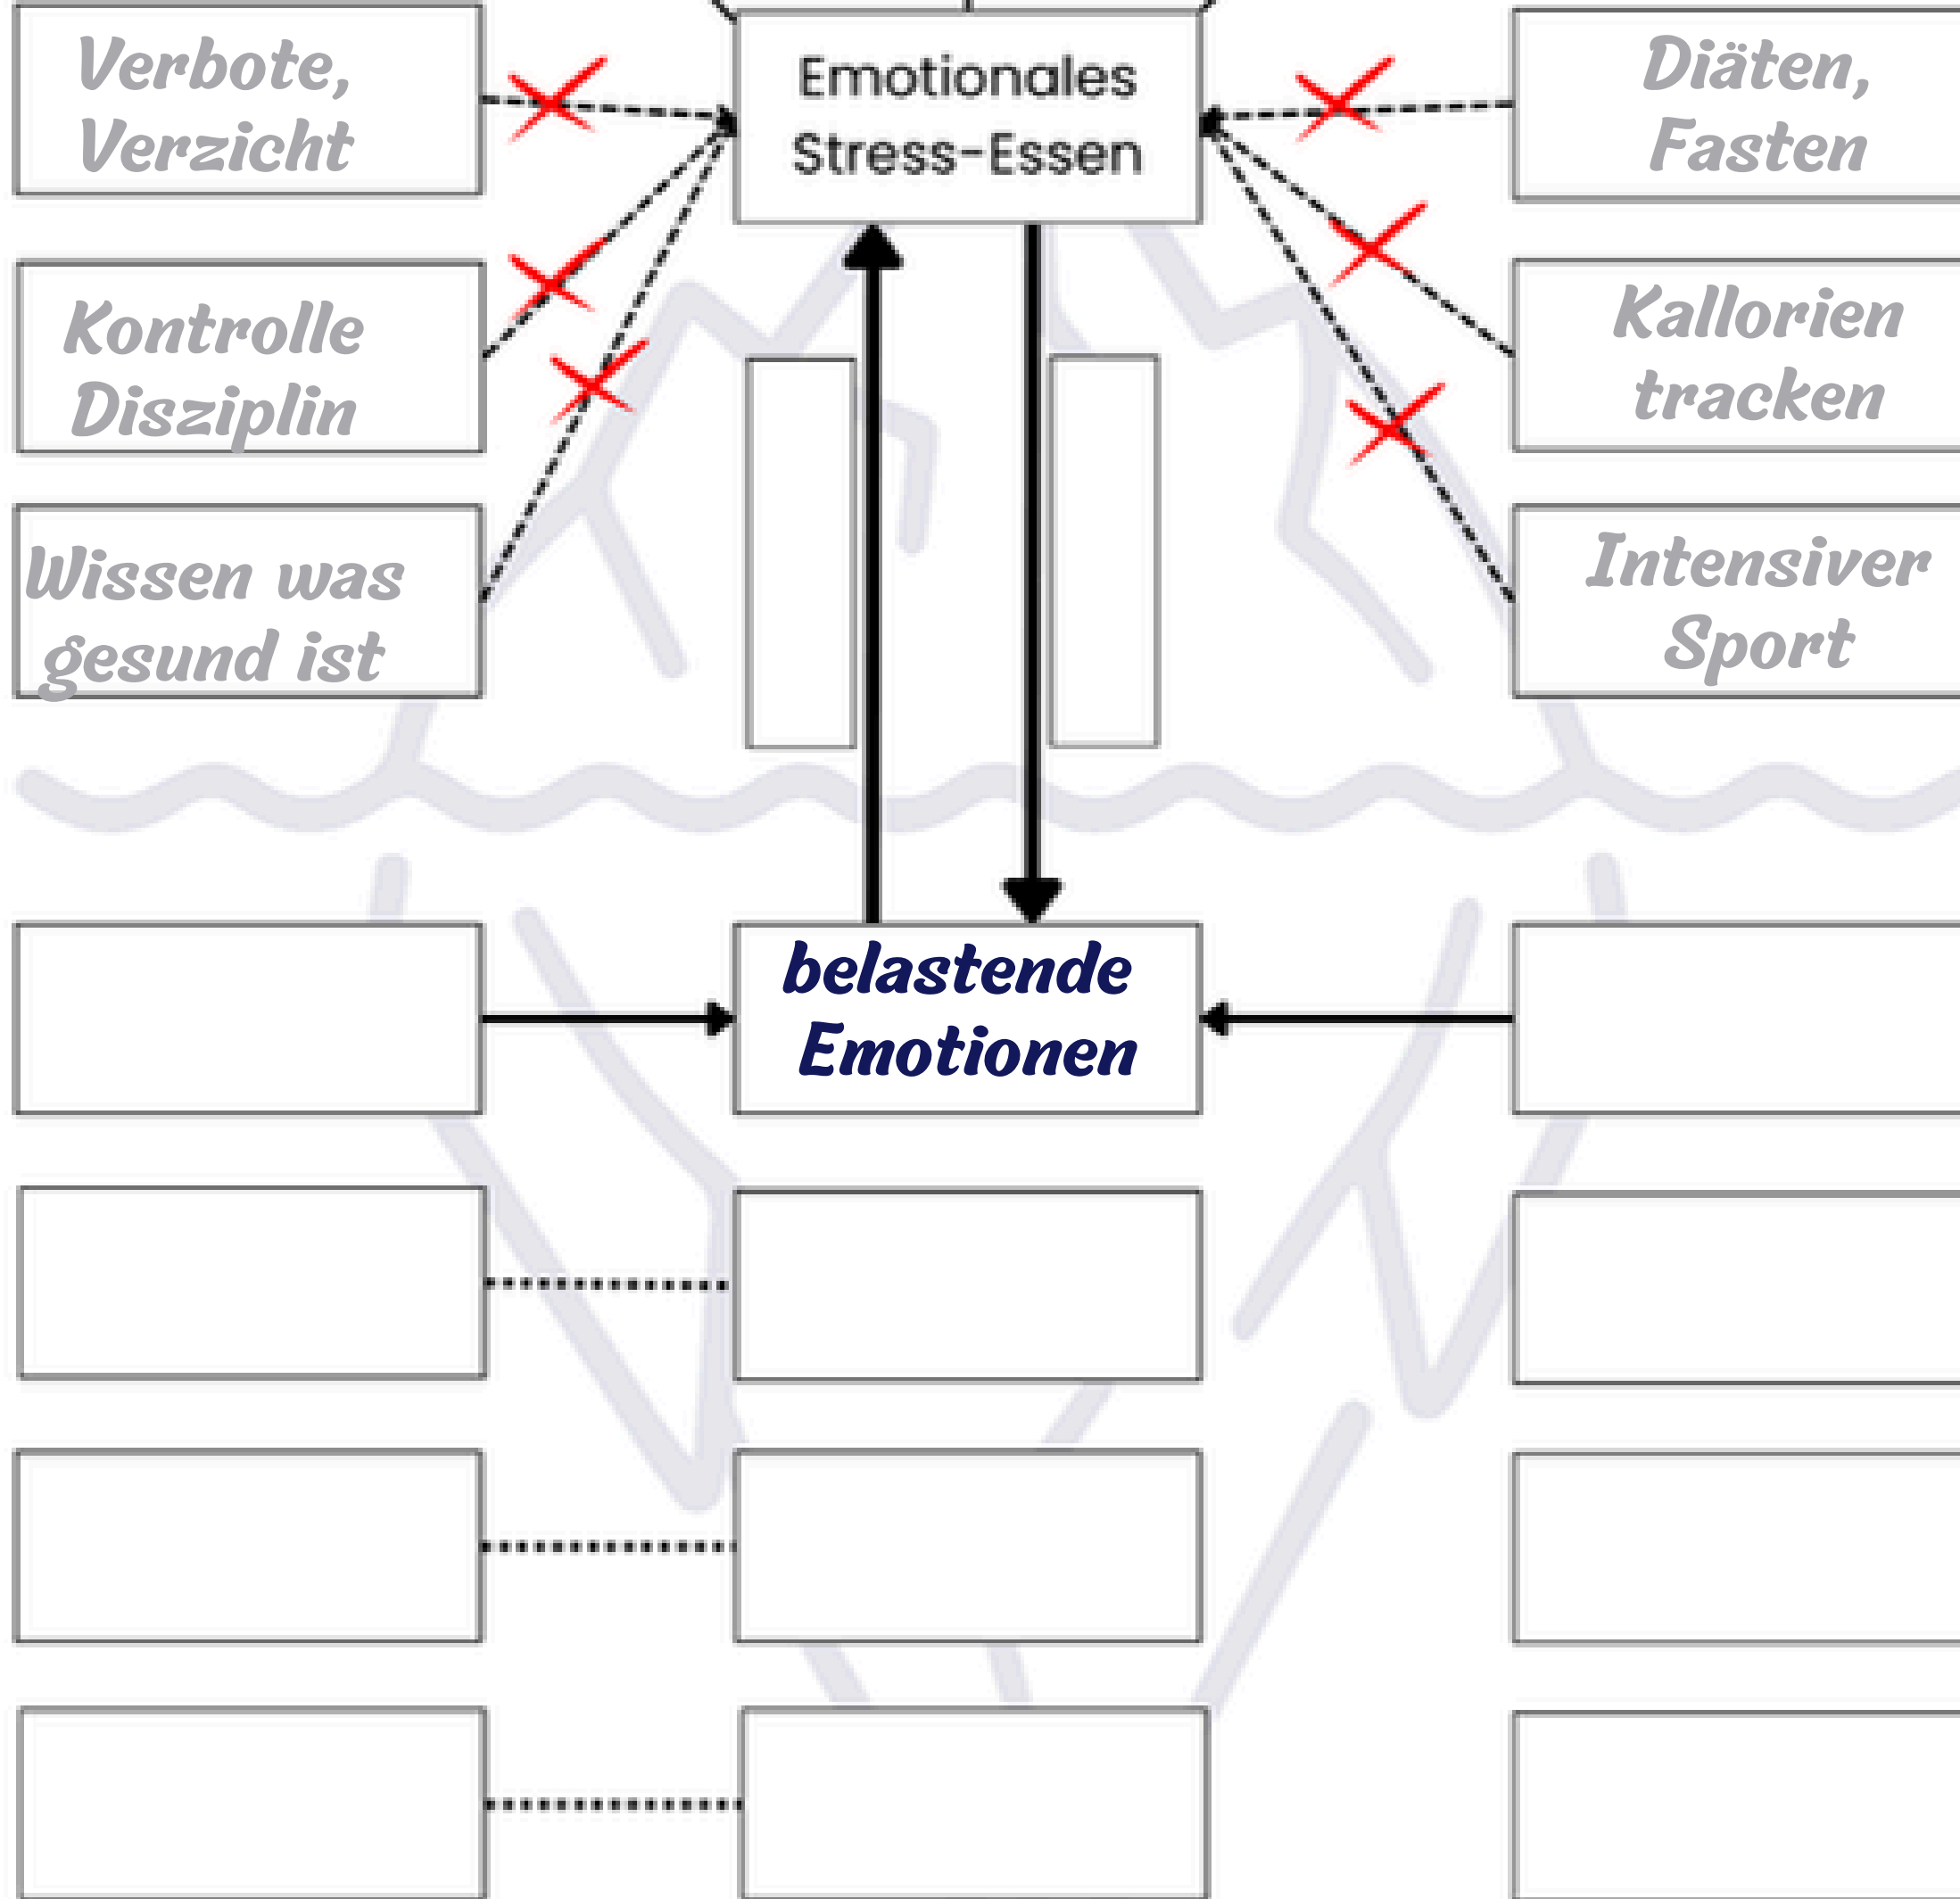 Verbote,
Verzicht
Emotionales
Stress-Essen
Diäten,
Fasten
Kontrolle
Disziplin
Kallorien
tracken
Wissen was
gesund ist
Intensiver
Sport
belastende
Emotionen